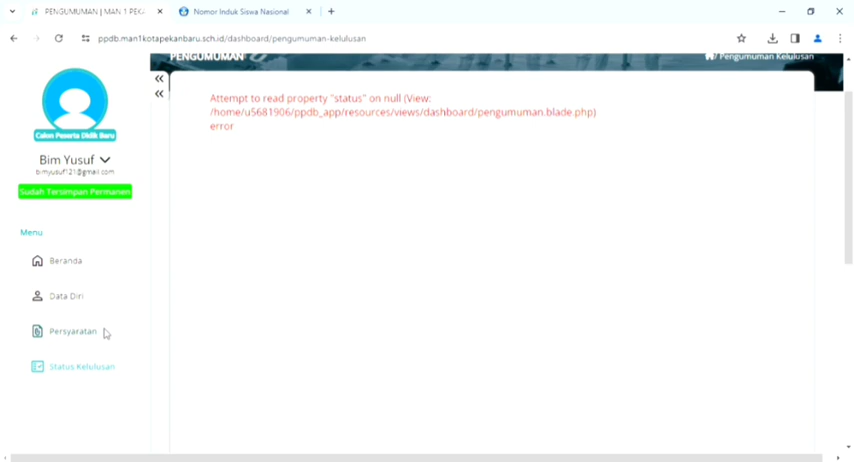 PENGUMUMAN | MAN 1 PEKA
Nomor Induk Siswa Nasional
ppdb.man1kotapekanbaru.sch.id/dashboard/pengumuman-kelulusan
PENGUMUMAN
/ Pengumuman Kelulusan
Calon Peserta Didik Baru
Bim Yusuf
bimyusuf121@gmail.com
Sudah Tersimpan Permanen
Attempt to read property "status" on null (View:
/home/u5681906/ppdb_app/resources/views/dashboard/pengumuman.blade.php)
error
Menu
Beranda
Data Diri
Persyaratan
Status Kelulusan